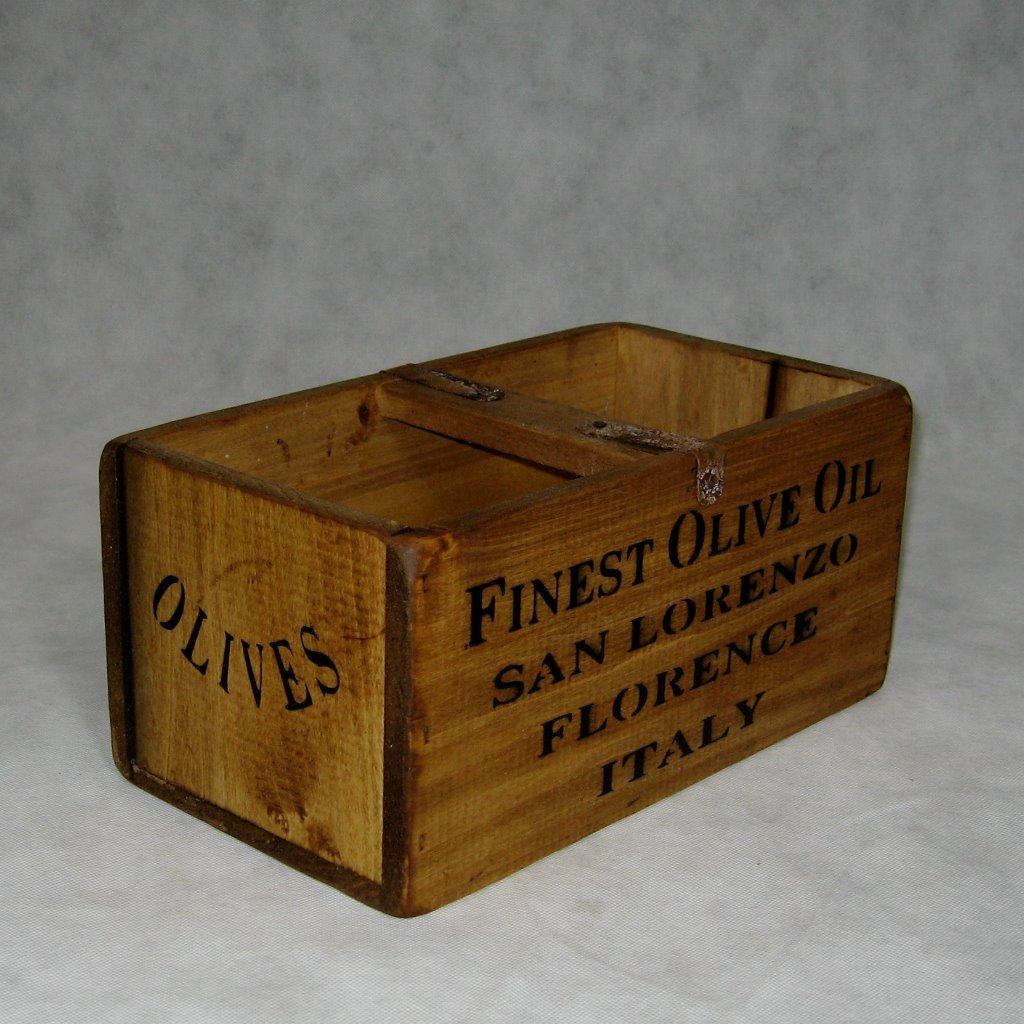 OLIVES
FINEST OLIVE OIL
SAN LORENZO
FLORENCE
ITALY